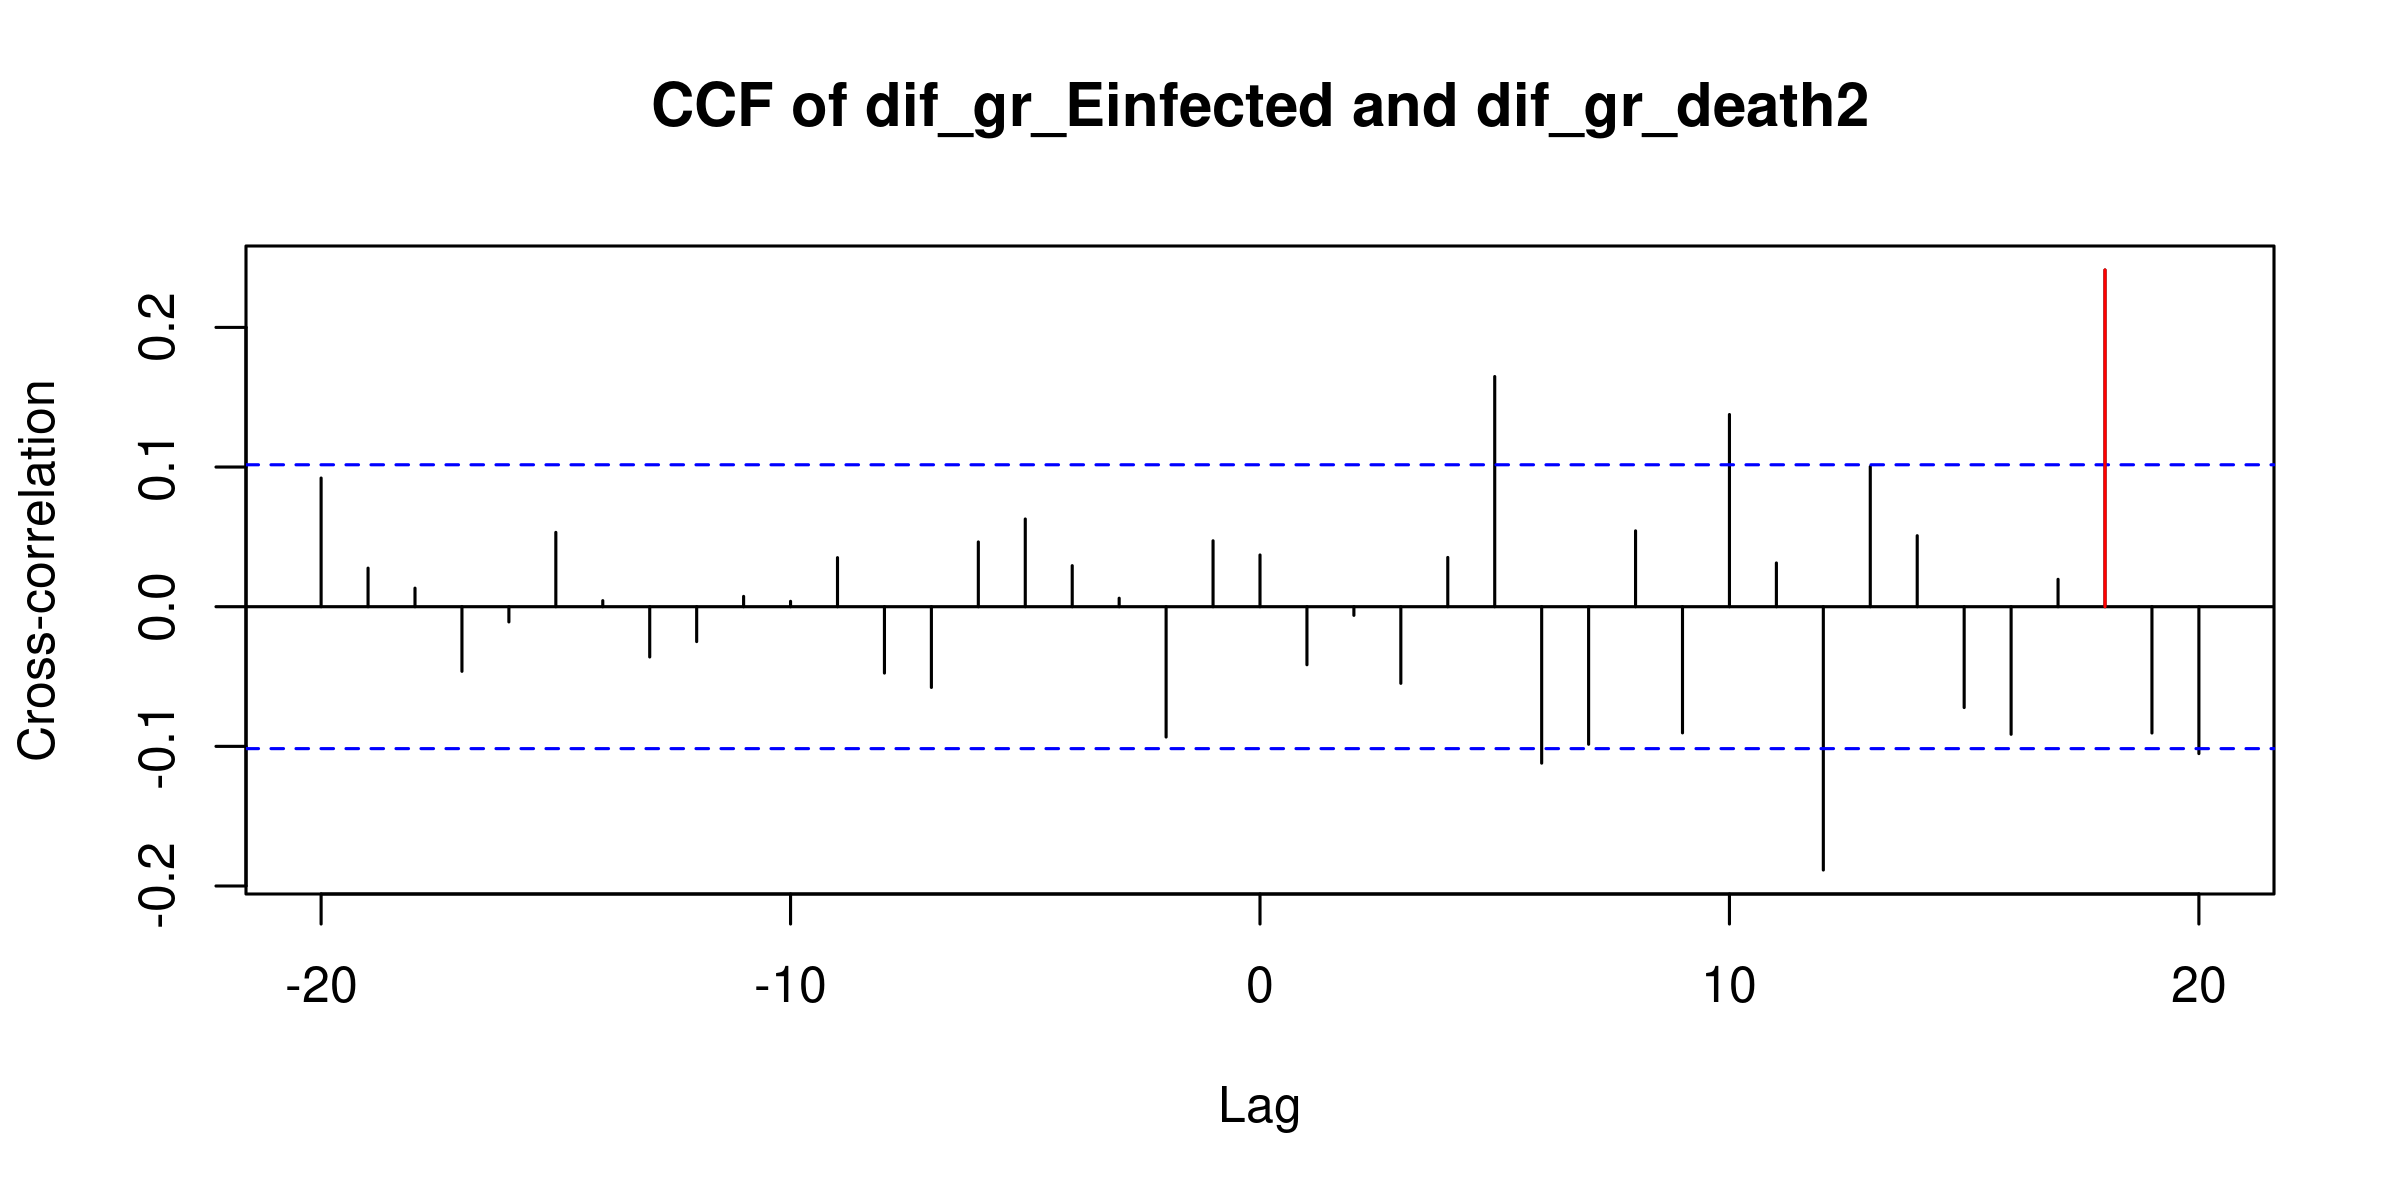 CCF of dif_gr_Einfected and dif_gr_death2
Cross-correlation
0.2
0.1
0.0
-0.1
-0.2
-20 -10 0 10 20
Lag